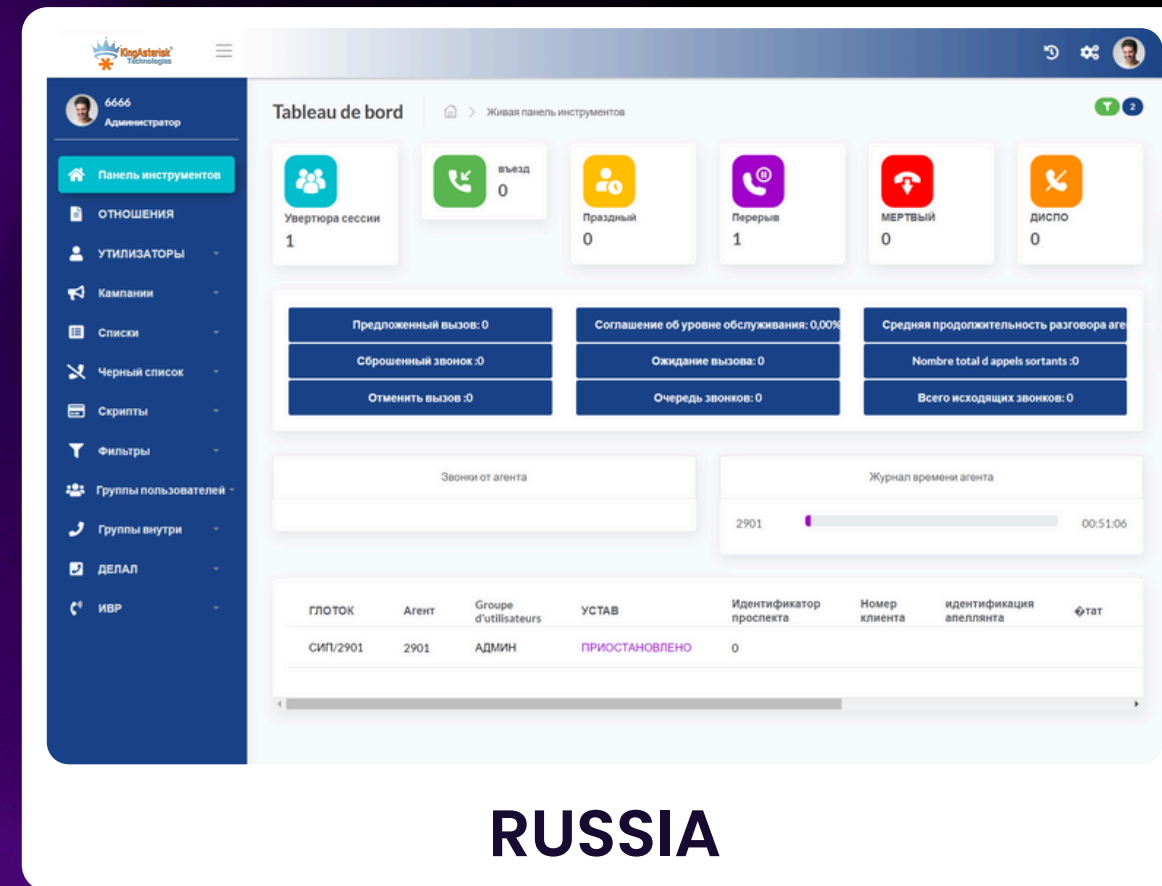 KingAsterisk
Technologies
6666
Администратор
Панель инструментов
ОТНОШЕНИЯ
УТИЛИЗАТОРЫ
Кампании
Списки
Черный список
Скрипты
Фильтры
Группы пользователей
Группы внутри
ДЕЛАЛ
ИВР
Tableau de bord > Живая панель инструментов
2
Увертюра сессии
1
въезд
0
Праздный
0
Перерыв
1
МЕРТВЫЙ
0
ДИСПО
0
Предложенный вызов: 0
Соглашение об уровне обслуживания: 0,00%
Средняя продолжительность разговора аге
Сброшенный звонок :0
Ожидание вызова: 0
Nombre total d appels sortants :0
Отменить вызов :0
Очередь звонков: 0
Всего исходящих звонков: 0
Звонки от агента
Журнал времени агента
2901 00:51:06
ГЛОТОК
Агент
Groupe
d'utilisateurs
УСТАВ
Идентификатор
проспекта
Номер
клиента
идентификация
апеллянта
�тат
СИП/2901 2901 АДМИН ПРИОСТАНОВЛЕНО 0
RUSSIA